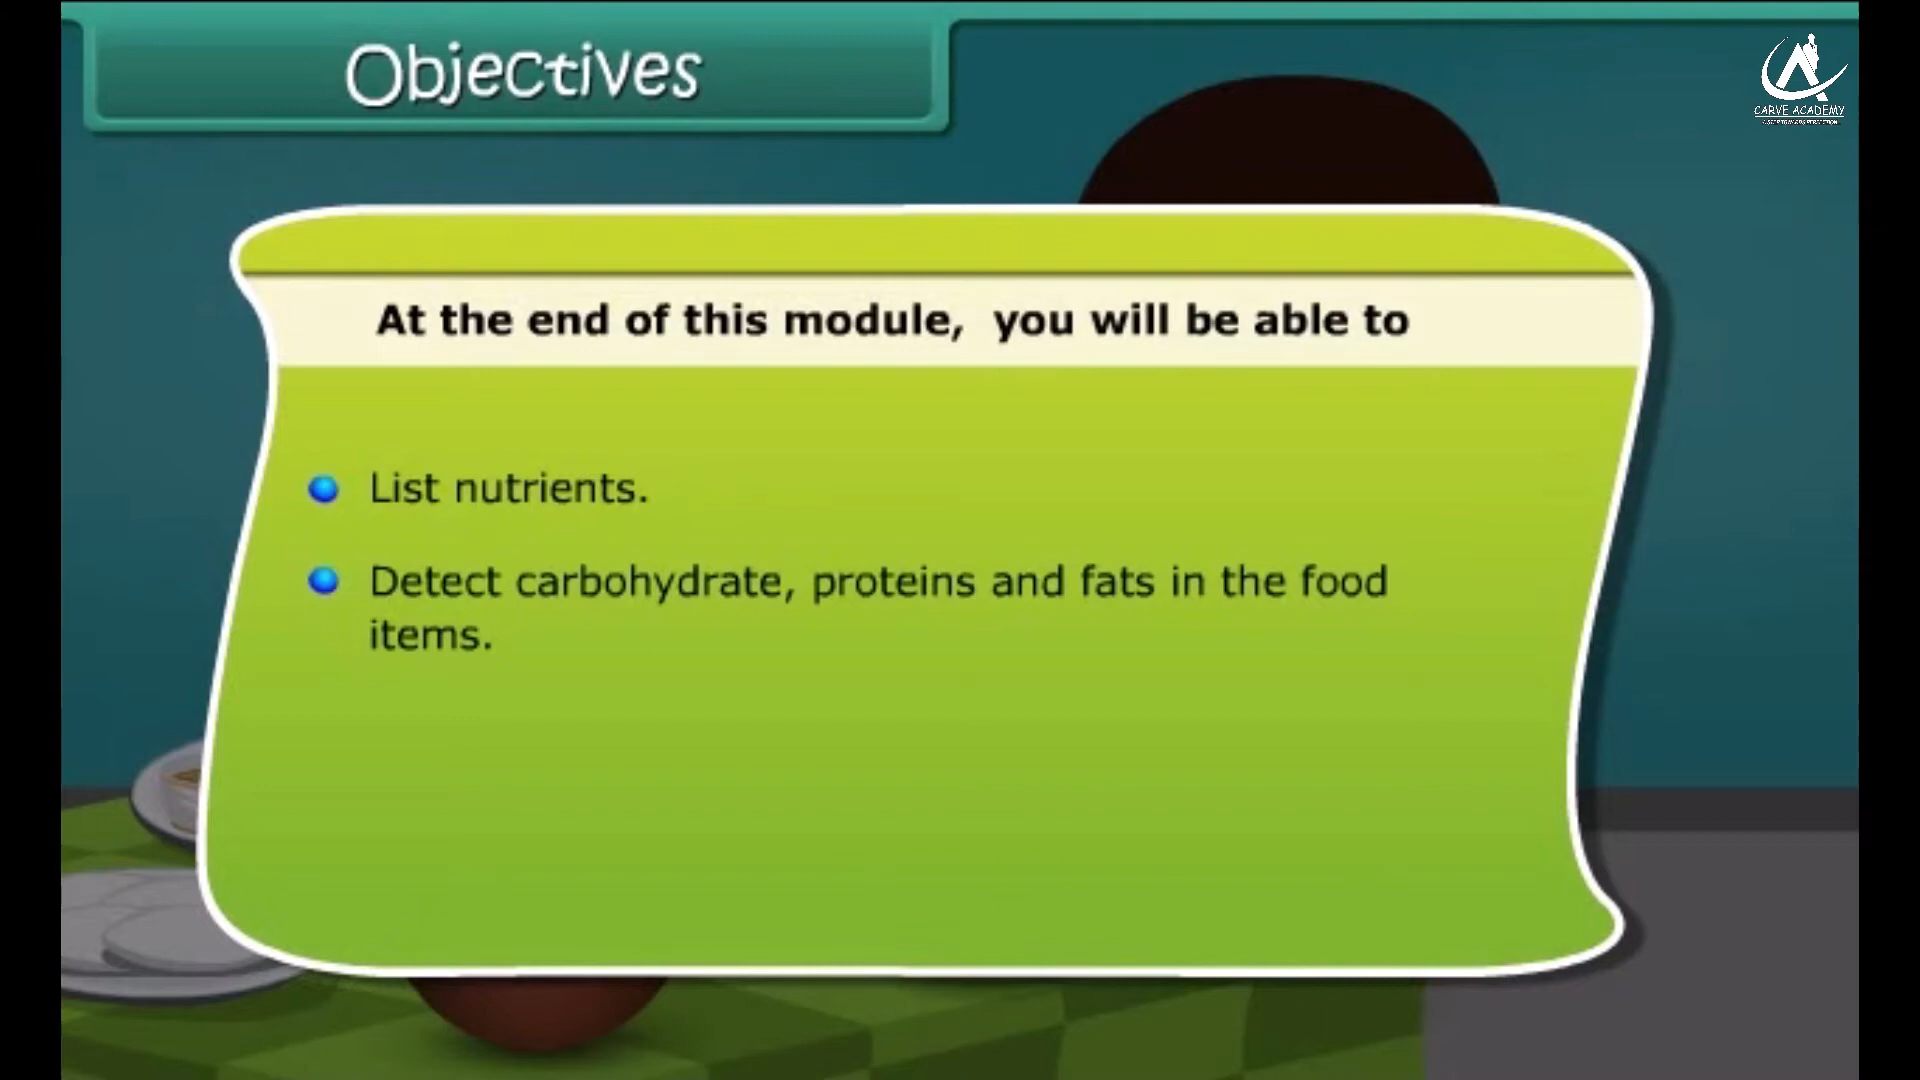 Objectives
CARVE ACADEMY
At the end of this module, you will be able to
List nutrients.
Detect carbohydrate, proteins and fats in the food
items.